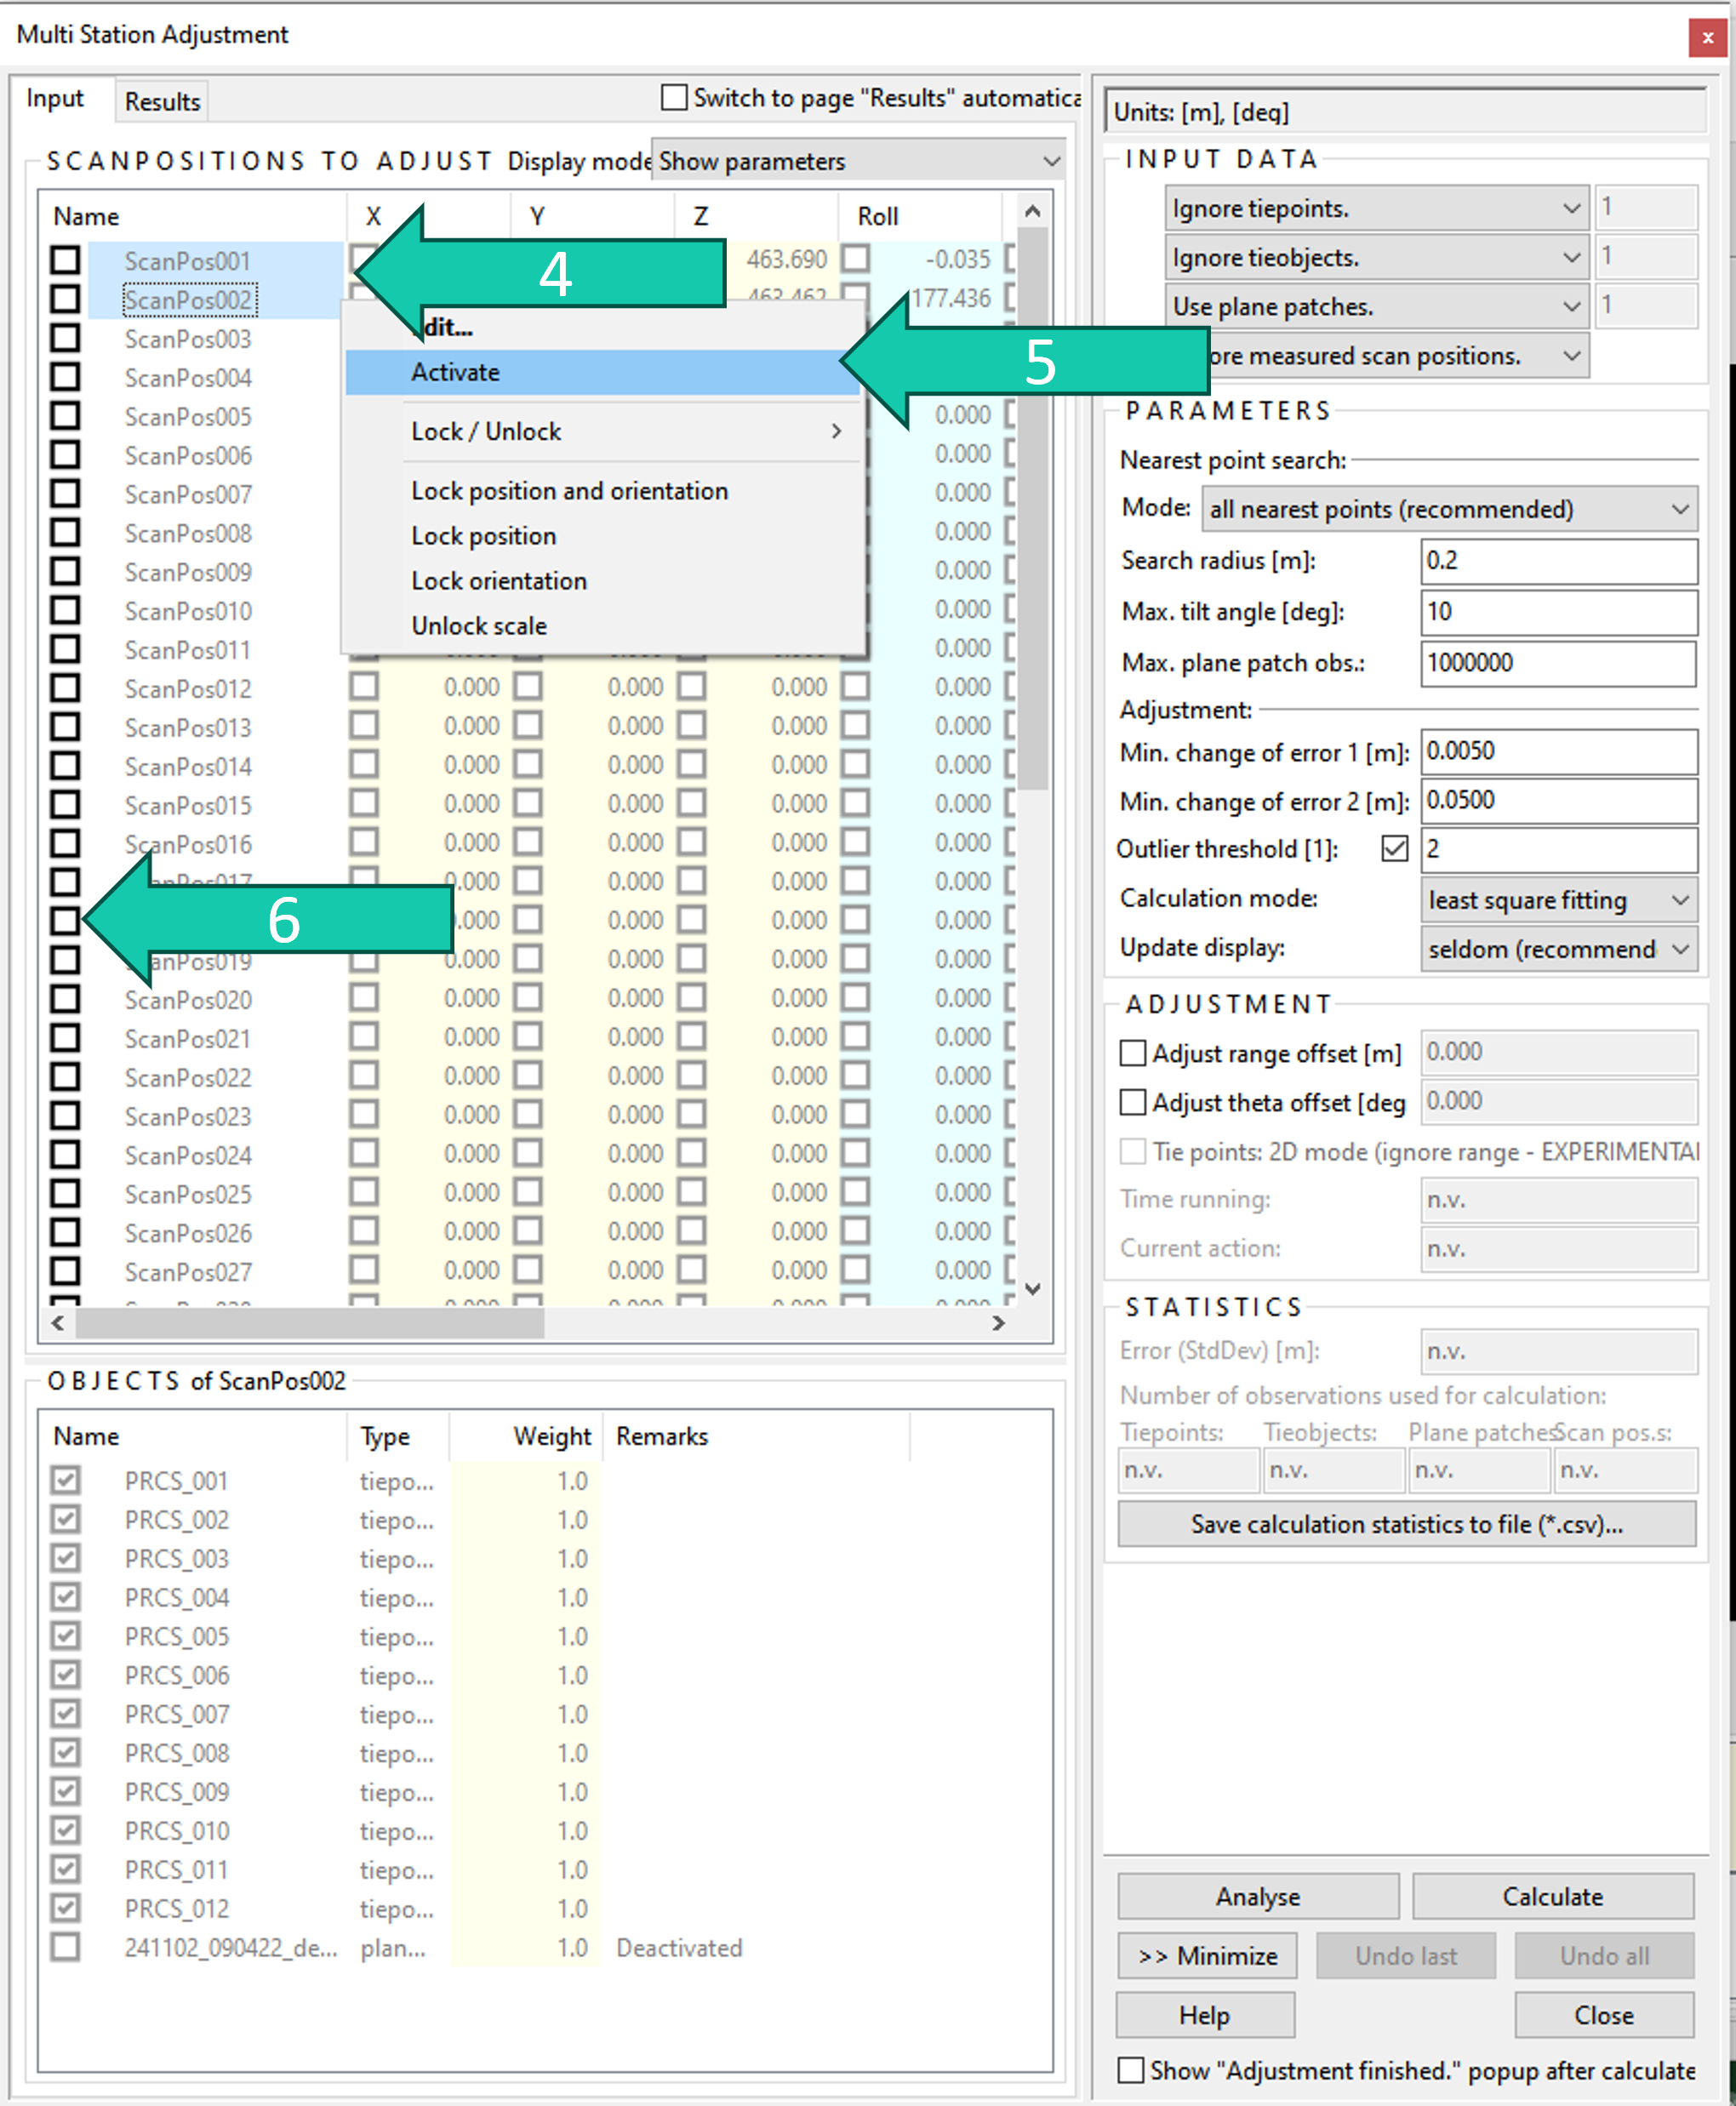 Multi Station Adjustment
x
Input
Results
Switch to page "Results" automatica
SCANPOSITIONS TO ADJUST Display mode Show parameters
Name X Y Z Roll
ScanPos001 463.690 -0.035
ScanPos002 177.436
ScanPos003
ScanPos004
ScanPos005 0.000
ScanPos006 0.000
ScanPos007 0.000
ScanPos008 0.000
ScanPos009 0.000
ScanPos010 0.000
ScanPos011 0.000
ScanPos012 0.000 0.000 0.000 0.000
ScanPos013 0.000 0.000 0.000 0.000
ScanPos014 0.000 0.000 0.000 0.000
ScanPos015 0.000 0.000 0.000 0.000
ScanPos016 0.000 0.000 0.000 0.000
.000 0.000 0.000 0.000
.000 0.000 0.000 0.000
anPos019 0.000 0.000 0.000 0.000
ScanPos020 0.000 0.000 0.000 0.000
ScanPos021 0.000 0.000 0.000 0.000
ScanPos022 0.000 0.000 0.000 0.000
ScanPos023 0.000 0.000 0.000 0.000
ScanPos024 0.000 0.000 0.000 0.000
ScanPos025 0.000 0.000 0.000 0.000
ScanPos026 0.000 0.000 0.000 0.000
ScanPos027 0.000 0.000 0.000 0.000
4
5
6
dit...
Activate
Lock / Unlock
Lock position and orientation
Lock position
Lock orientation
Unlock scale
OBJECTS of ScanPos002
Name Type Weight Remarks
PRCS_001 tiepo... 1.0
PRCS_002 tiepo... 1.0
PRCS_003 tiepo... 1.0
PRCS_004 tiepo... 1.0
PRCS_005 tiepo... 1.0
PRCS_006 tiepo... 1.0
PRCS_007 tiepo... 1.0
PRCS_008 tiepo... 1.0
PRCS_009 tiepo... 1.0
PRCS_010 tiepo... 1.0
PRCS_011 tiepo... 1.0
PRCS_012 tiepo... 1.0
241102_090422_de... plan... 1.0 Deactivated
Units: [m], [deg]
INPUT DATA
Ignore tiepoints. 1
Ignore tieobjects. 1
Use plane patches. 1
ore measured scan positions.
PARAMETERS
Nearest point search:
Mode: all nearest points (recommended)
Search radius [m]: 0.2
Max. tilt angle [deg]: 10
Max. plane patch obs.: 1000000
Adjustment:
Min. change of error 1 [m]: 0.0050
Min. change of error 2 [m]: 0.0500
Outlier threshold [1]: 2
Calculation mode: least square fitting
Update display: seldom (recommend
ADJUSTMENT
Adjust range offset [m] 0.000
Adjust theta offset [deg 0.000
Tie points: 2D mode (ignore range - EXPERIMENTAl
Time running: n.v.
Current action: n.v.
STATISTICS
Error (StdDev) [m]: n.v.
Number of observations used for calculation:
Tiepoints: Tieobjects: Plane patches Scan pos.s:
n.v. n.v. n.v. n.v.
Save calculation statistics to file (*.csv)...
Analyse Calculate
>> Minimize Undo last Undo all
Help Close
Show "Adjustment finished." popup after calculate